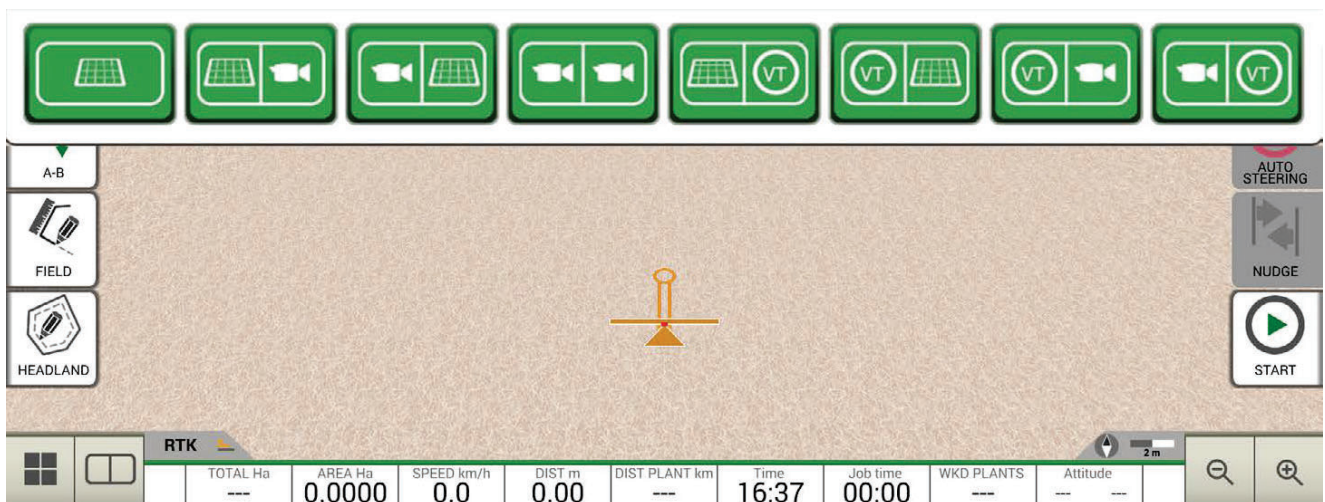 VT
VT
VT
VT
A-B
AUTO
STEERING
FIELD
NUDGE
HEADLAND
START
RTK
2 m
TOTAL Ha
AREA Ha
SPEED km/h
DIST m
DIST PLANT km
Time
Job time
WKD PLANTS
Attitude
---
0.0000
0.0
0.00
---
16:37
00:00
---
--- ---